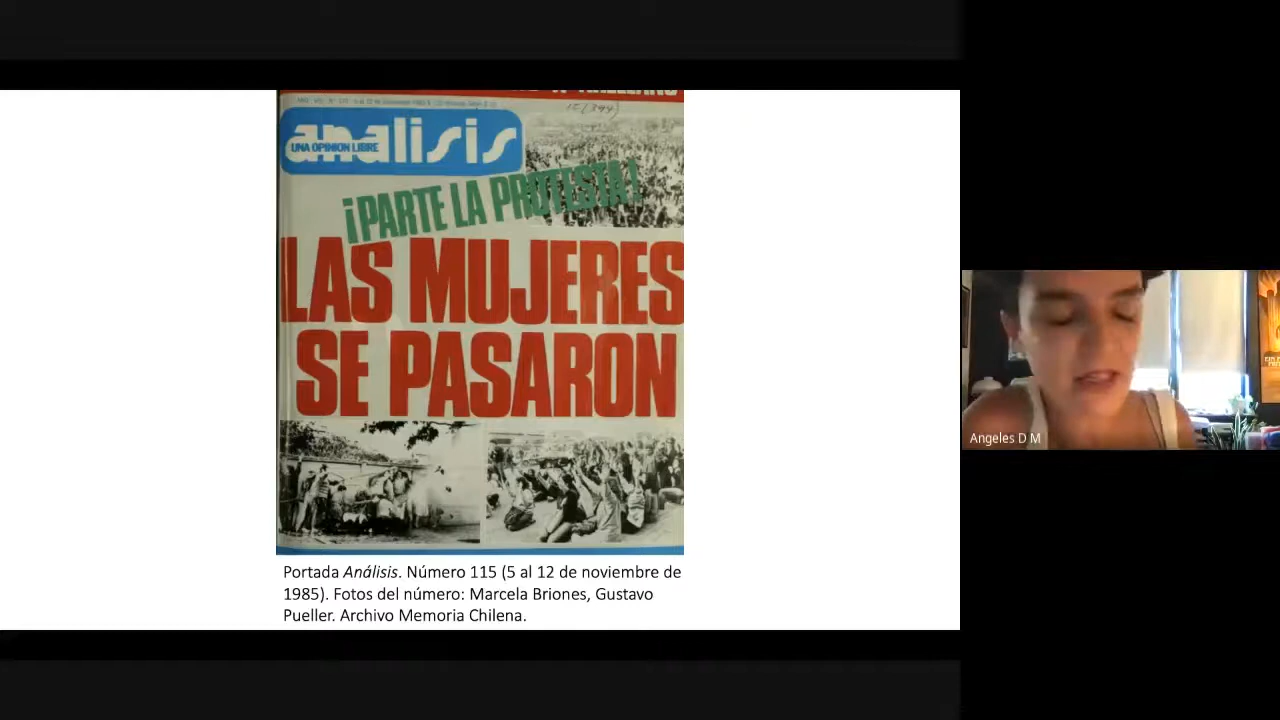 análisis
UNA OPINION LIBRE
¡PARTE LA PROTESTA!
LAS MUJERES
SE PASARON
Portada Análisis. Número 115 (5 al 12 de noviembre de
1985). Fotos del número: Marcela Briones, Gustavo
Pueller. Archivo Memoria Chilena.
Angeles D M